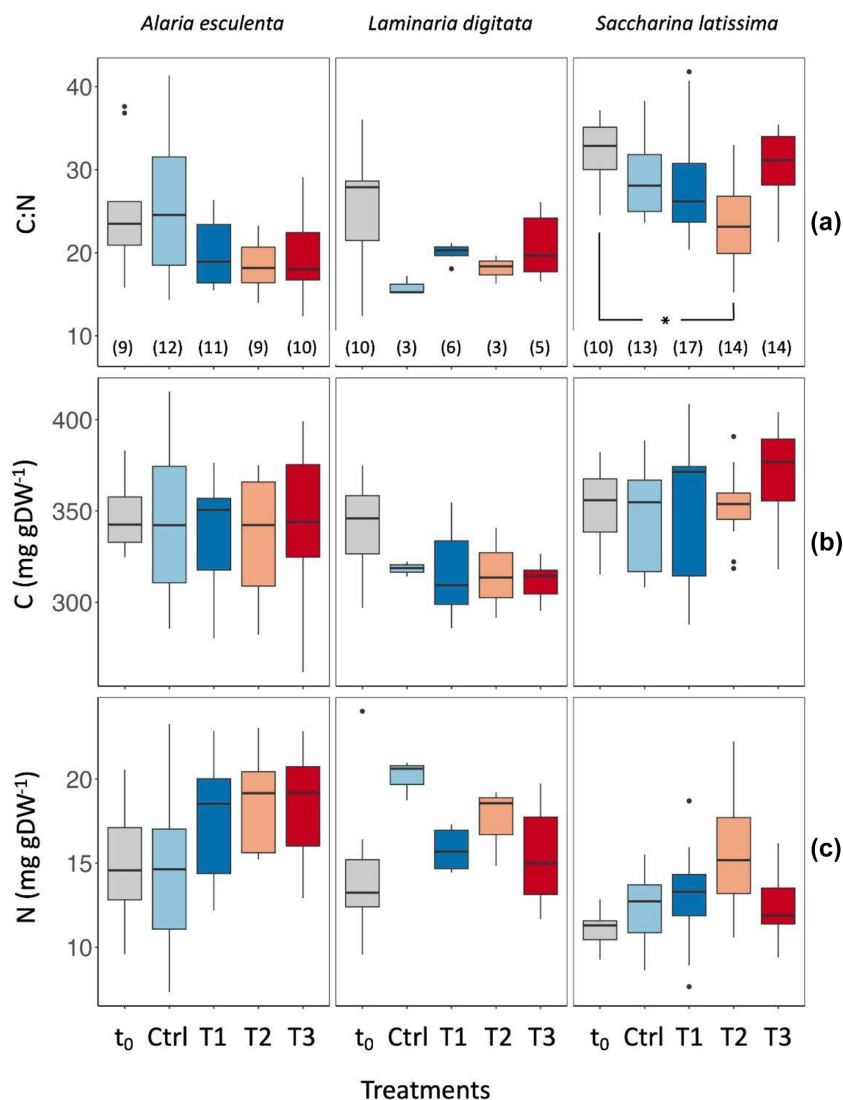 Alaria esculenta Laminaria digitata Saccharina latissima
40
30
20
10
C:N
(a)
*
(9) (12) (11) (9) (10) (10) (3) (6) (3) (5) (10) (13) (17) (14) (14)
400
350
300
C (mg gDW⁻¹)
(b)
20
15
10
N (mg gDW⁻¹)
(c)
t₀ Ctrl T1 T2 T3 t₀ Ctrl T1 T2 T3 t₀ Ctrl T1 T2 T3
Treatments